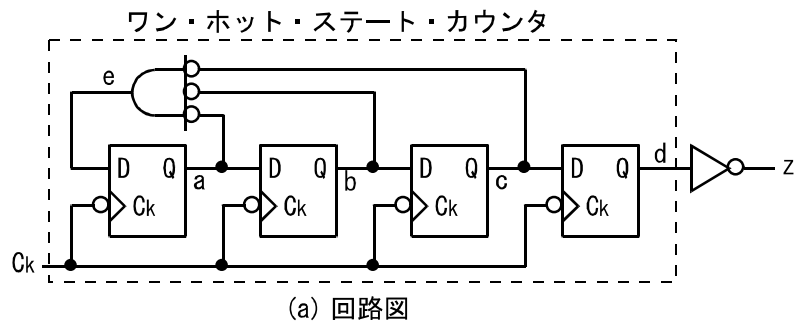 ワン・ホット・ステート・カウンタ
e
D Q a D Q b D Q c D Q d z
Ck Ck Ck Ck
Ck
(a) 回路図